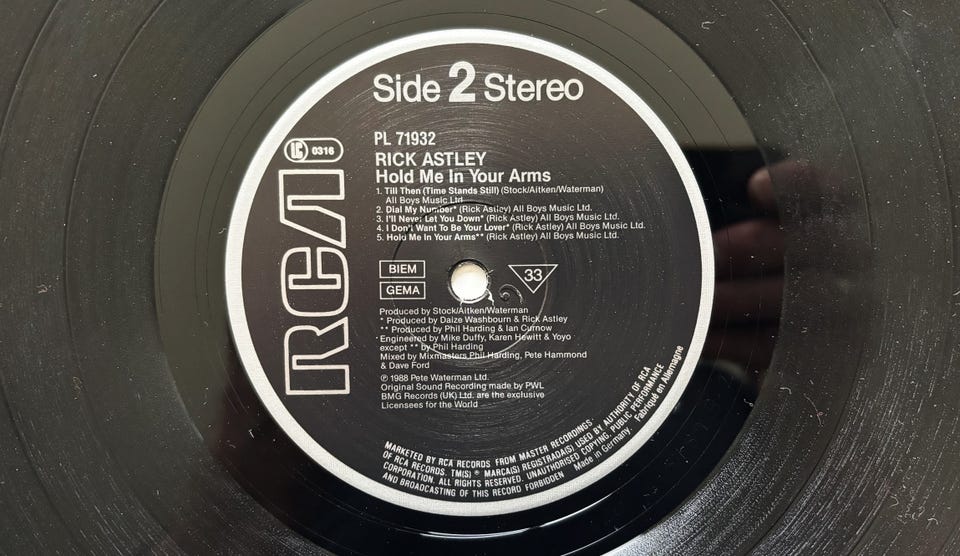 Side 2 Stereo
PL 71932
LC 0316
RCA
RICK ASTLEY
Hold Me In Your Arms
1. Till Then (Time Stands Still) (Stock/Aitken/Waterman)
All Boys Music Ltd.
2. Dial My Number* (Rick Astley) All Boys Music Ltd.
3. I'll Never Let You Down* (Rick Astley) All Boys Music Ltd.
4. I Don't Want To Be Your Lover* (Rick Astley) All Boys Music Ltd.
5. Hold Me In Your Arms** (Rick Astley) All Boys Music Ltd.
BIEM
GEMA
33
Produced by Stock/Aitken/Waterman
* Produced by Daize Washbourn & Rick Astley
** Produced by Phil Harding & Ian Curnow
Engineered by Mike Duffy, Karen Hewitt & Yoyo
except ** by Phil Harding
Mixed by Mixmasters Phil Harding, Pete Hammond
& Dave Ford
℗ 1988 Pete Waterman Ltd.
Original Sound Recording made by PWL
BMG Records (UK) Ltd. are the exclusive
Licensees for the World
MARKETED BY RCA RECORDS FROM MASTER RECORDINGS
OF RCA RECORDS. TM(S) ® MARCA(S) REGISTRADA(S) USED BY AUTHORITY OF RCA
CORPORATION. ALL RIGHTS RESERVED. UNAUTHORISED COPYING, PUBLIC PERFORMANCE
AND BROADCASTING OF THIS RECORD FORBIDDEN Made in Germany. Fabriqué en Allemagne